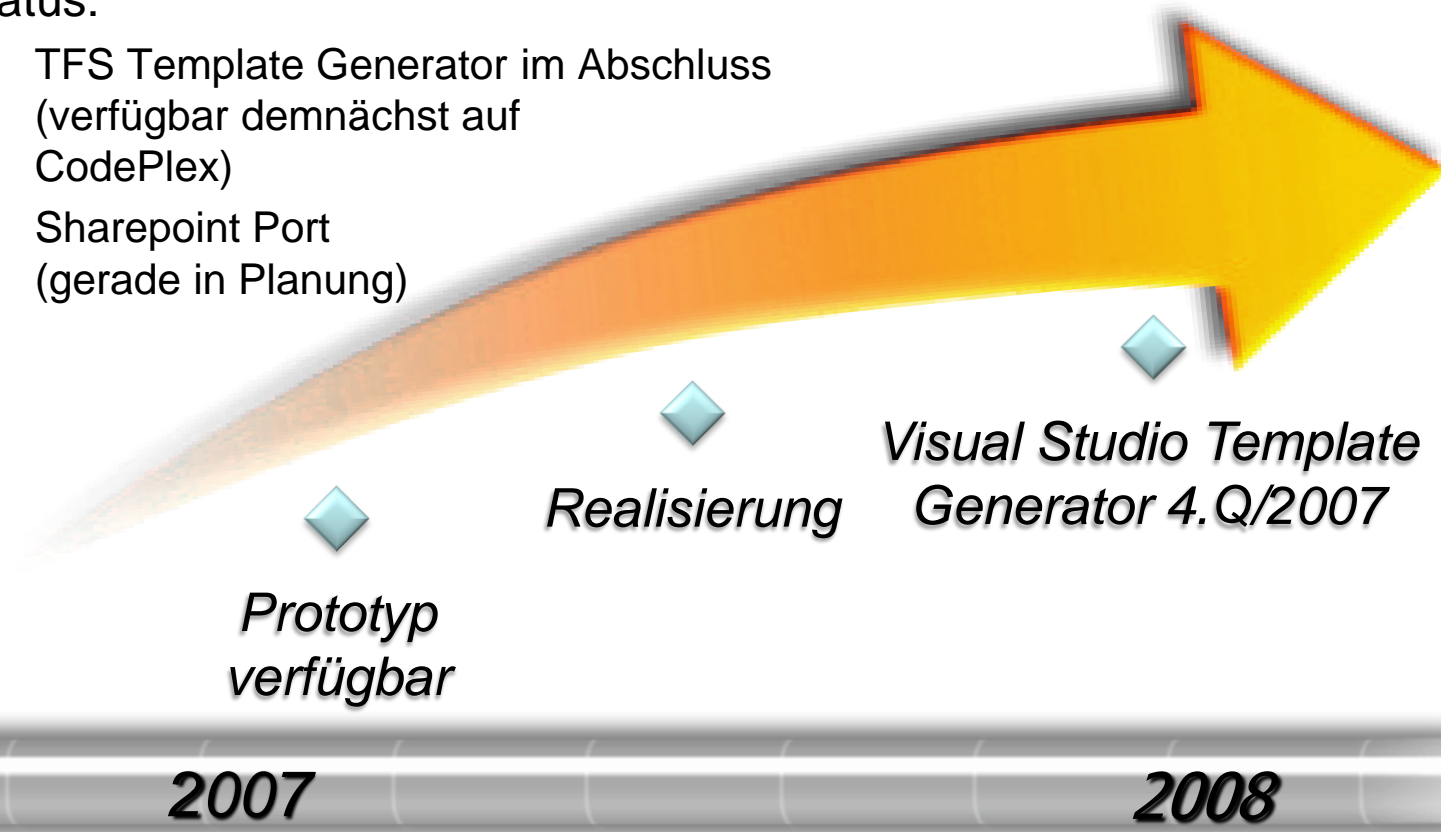 TFS Template Generator im Abschluss
(verfügbar demnächst auf
CodePlex)
Sharepoint Port
(gerade in Planung)
Visual Studio Template
Generator 4.Q/2007
Realisierung
Prototyp
verfügbar
2007
2008